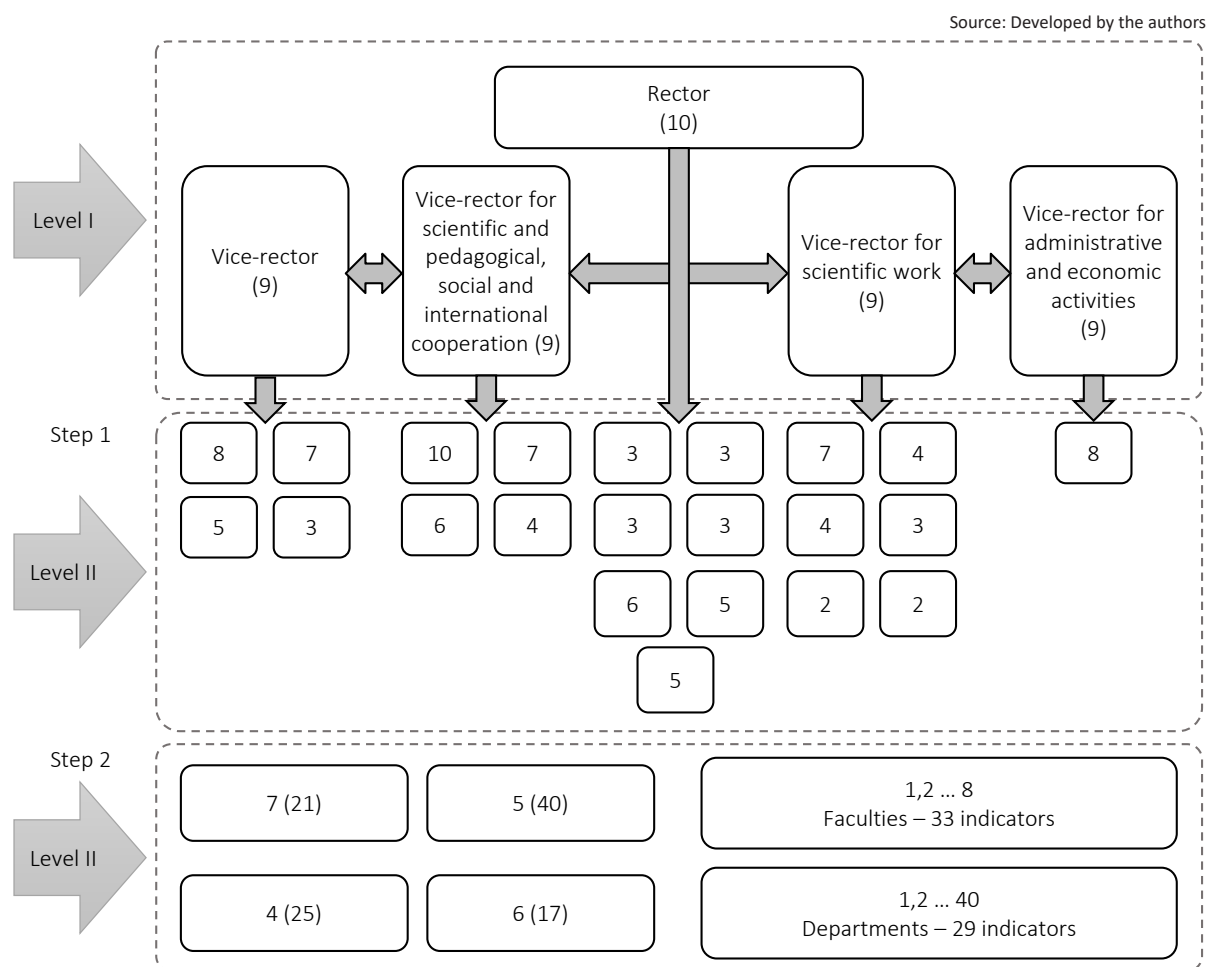 Source: Developed by the authors
Rector
(10)
Level I
Vice-rector
(9)
Vice-rector for
scientific and
pedagogical,
social and
international
cooperation (9)
Vice-rector for
scientific work
(9)
Vice-rector for
administrative
and economic
activities
(9)
Step 1
8 7 10 7 3 3 7 4 8
5 3 6 4 3 3 4 3
Level II
6 5 2 2
5
Step 2
7 (21)
5 (40)
1,2 ... 8
Faculties – 33 indicators
Level II
4 (25)
6 (17)
1,2 ... 40
Departments – 29 indicators